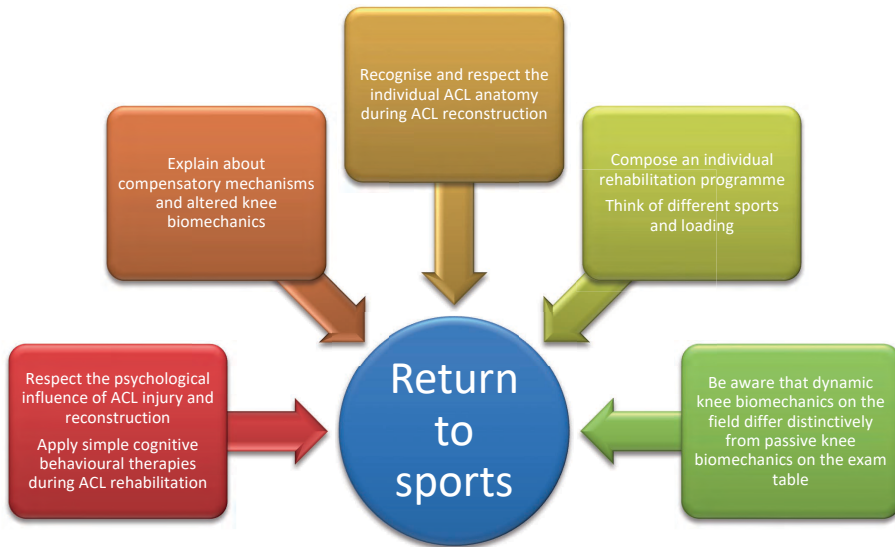 Respect the psychological
influence of ACL injury and
reconstruction
Apply simple cognitive
behavioural therapies
during ACL rehabilitation
Explain about
compensatory mechanisms
and altered knee
biomechanics
Recognise and respect the
individual ACL anatomy
during ACL reconstruction
Compose an individual
rehabilitation programme
Think of different sports
and loading
Be aware that dynamic
knee biomechanics on the
field differ distinctively
from passive knee
biomechanics on the exam
table
Return
to
sports